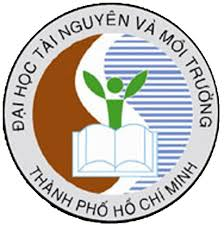 ĐẠI HỌC TÀI NGUYÊN VÀ MÔI TRƯỜNG
THÀNH PHỐ HỒ CHÍ MINH